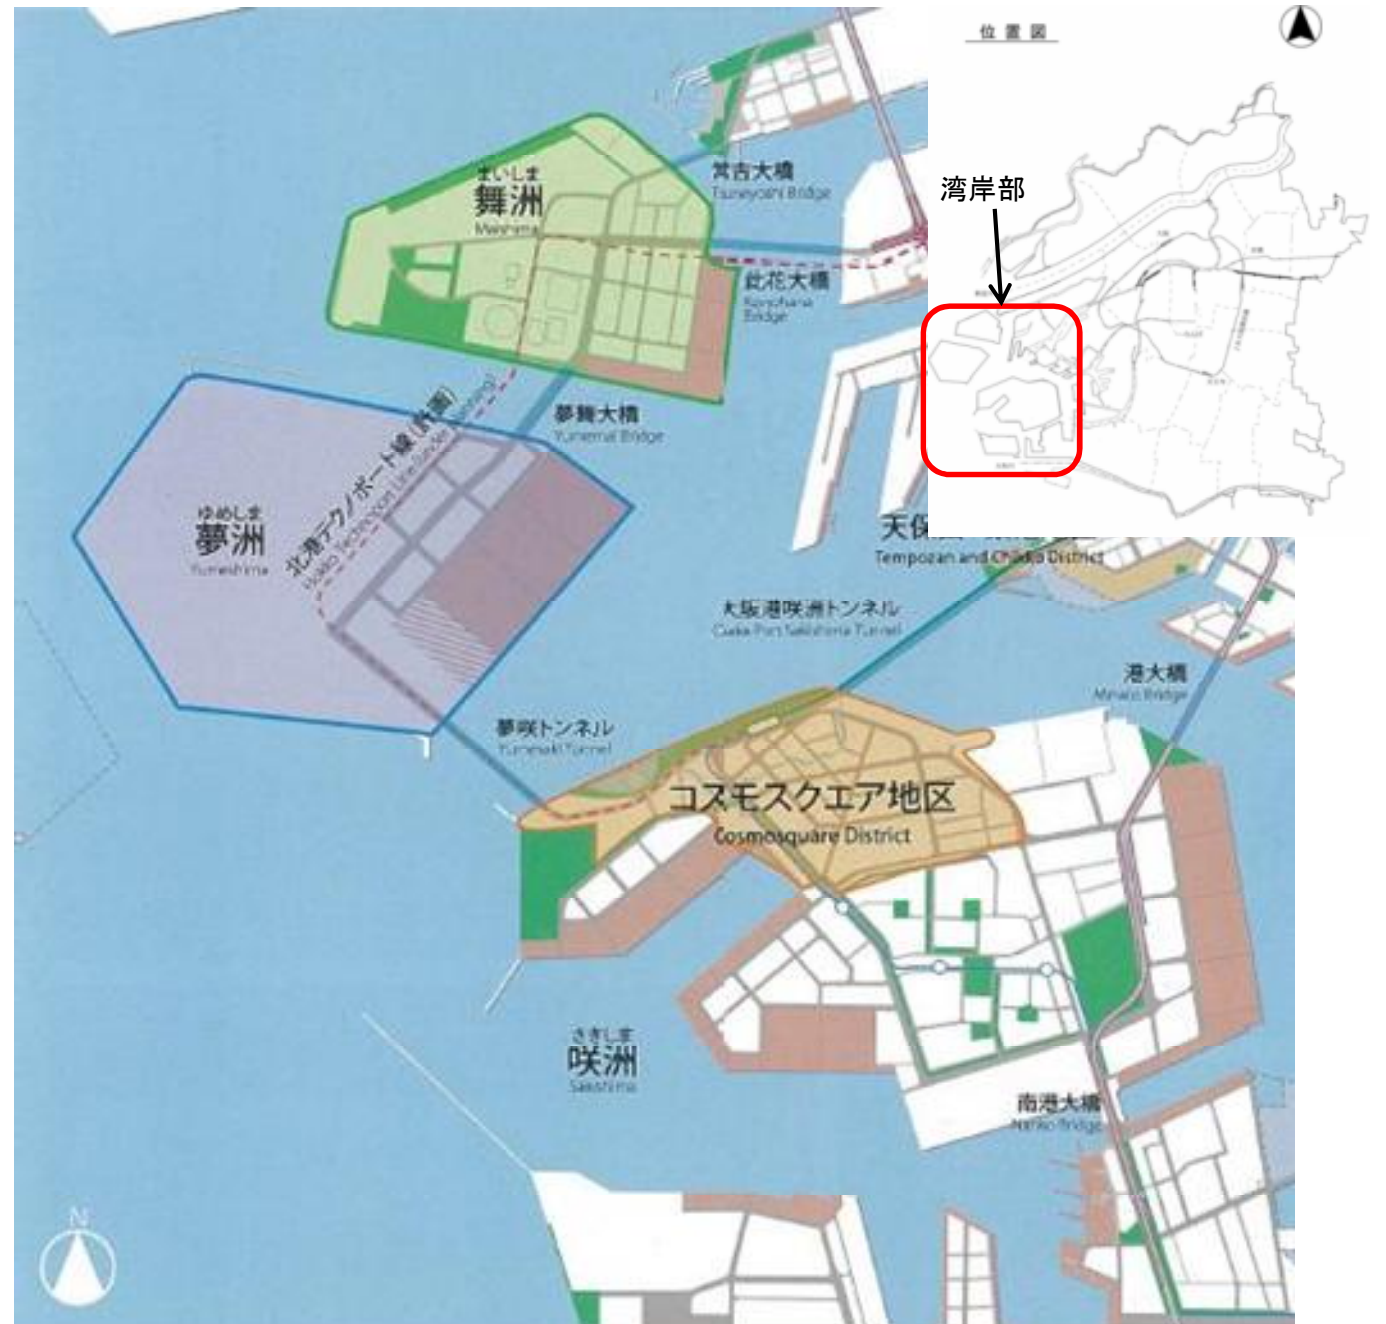 位置図
湾岸部
常吉大橋
Tsuneyoshi Bridge
まいしま
舞洲
Maishima
此花大橋
Konohana
Bridge
夢舞大橋
Yumemai Bridge
北港テクノポート線(計画)
Hokko Technoport Line (under planning)
ゆめしま
夢洲
Yumeshima
天保
Tempozan and Chikko District
大阪港咲洲トンネル
Osaka Port Sakishima Tunnel
港大橋
Minato Bridge
夢咲トンネル
Yumesaki Tunnel
コスモスクエア地区
Cosmosquare District
さきしま
咲洲
Sakishima
南港大橋
Nanko Bridge
N